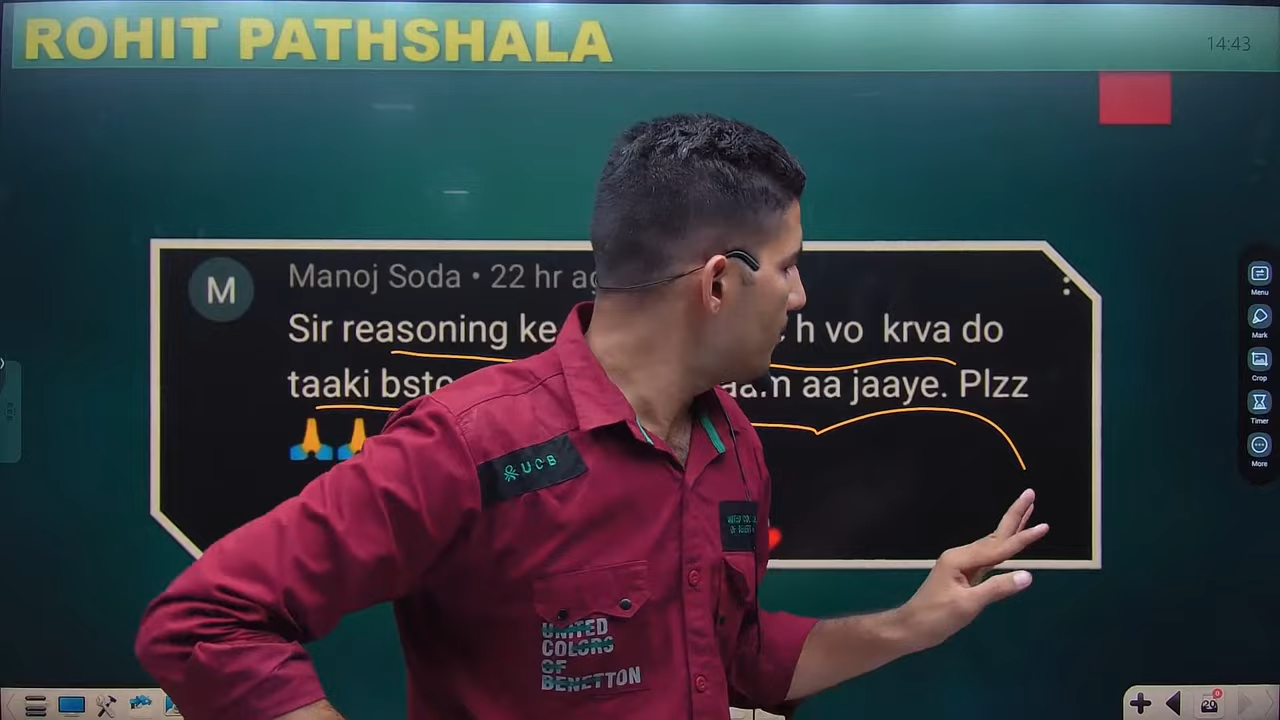 ROHIT PATHSHALA
14:43
M
Manoj Soda • 22 hr
Sir reasoning ke h vo krva do
taaki aa jaaye. Plzz
UCB
UNITED
COLORS
OF
BENETTON
Menu
Mark
Crop
Timer
More
20